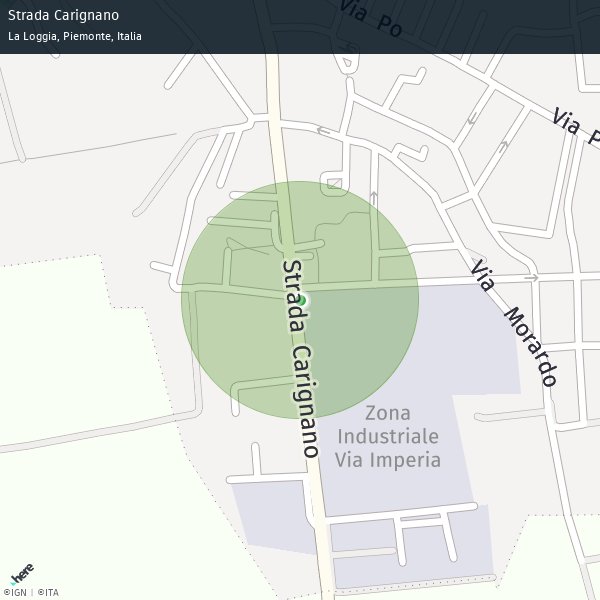 Strada Carignano
La Loggia, Piemonte, Italia
Via Po
Via P
Strada Carignano
Via Morardo
Zona
Industriale
Via Imperia
here
©IGN | ©ITA